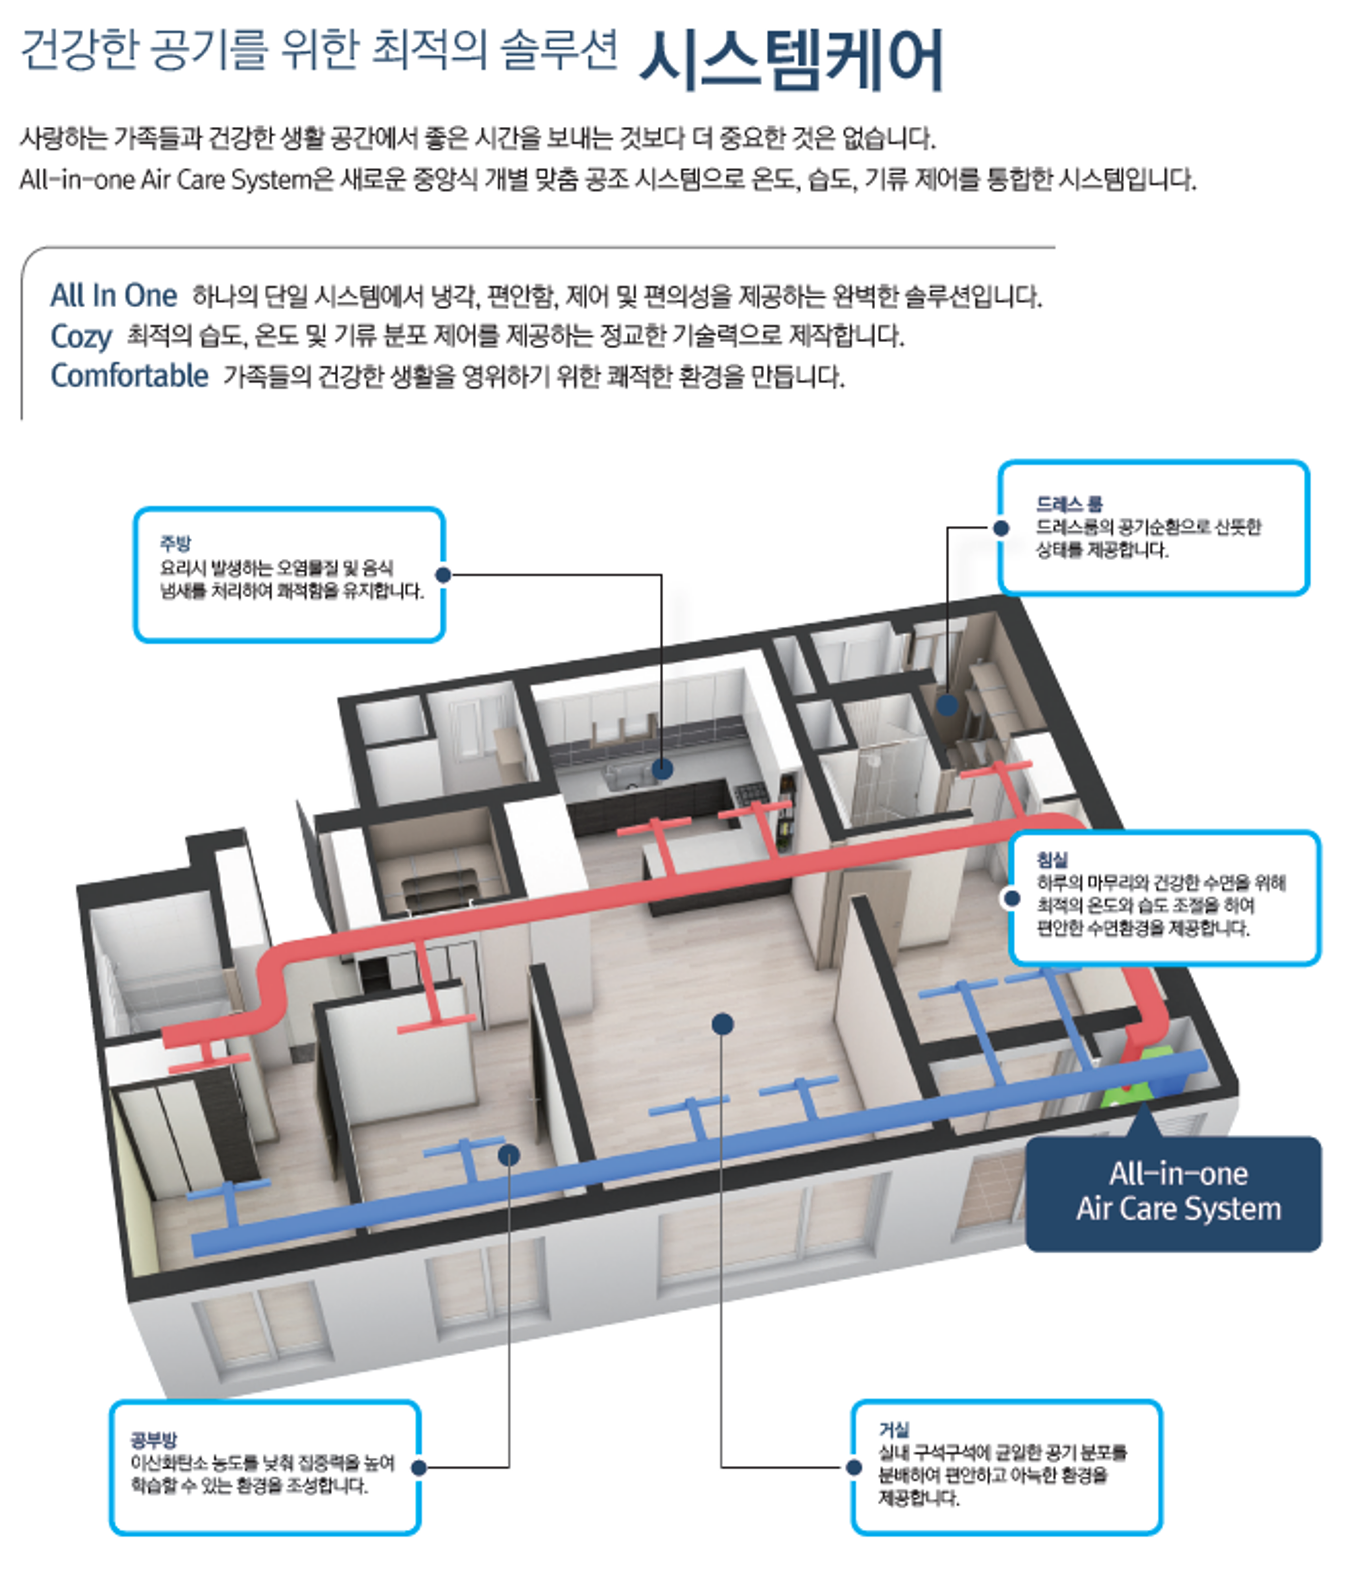 건강한 공기를 위한 최적의 솔루션 시스템케어
사랑하는 가족들과 건강한 생활 공간에서 좋은 시간을 보내는 것보다 더 중요한 것은 없습니다.
All-in-one Air Care System은 새로운 중앙식 개별 맞춤 공조 시스템으로 온도, 습도, 기류 제어를 통합한 시스템입니다.
All In One 하나의 단일 시스템에서 냉각, 편안함, 제어 및 편의성을 제공하는 완벽한 솔루션입니다.
Cozy 최적의 습도, 온도 및 기류 분포 제어를 제공하는 정교한 기술력으로 제작합니다.
Comfortable 가족들의 건강한 생활을 영위하기 위한 쾌적한 환경을 만듭니다.
드레스 룸
드레스룸의 공기순환으로 산뜻한
상태를 제공합니다.
주방
요리시 발생하는 오염물질 및 음식
냄새를 처리하여 쾌적함을 유지합니다.
침실
하루의 마무리와 건강한 수면을 위해
최적의 온도와 습도 조절을 하여
편안한 수면환경을 제공합니다.
All-in-one
Air Care System
공부방
이산화탄소 농도를 낮춰 집중력을 높여
학습할 수 있는 환경을 조성합니다.
거실
실내 구석구석에 균일한 공기 분포를
분배하여 편안하고 아늑한 환경을
제공합니다.